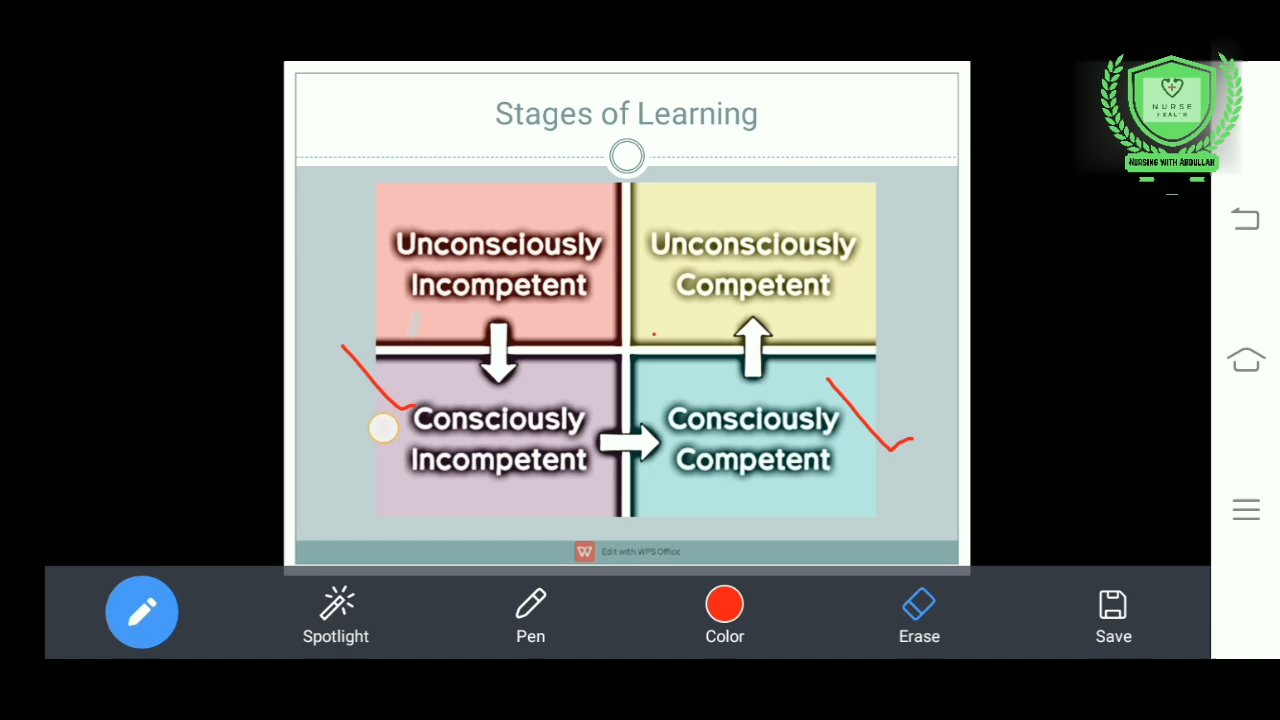 Stages of Learning
NURSE
HEALTH
NURSING WITH ABDULLAH
Unconsciously
Incompetent
Unconsciously
Competent
Consciously
Incompetent
Consciously
Competent
Edit with WPS Office
Spotlight
Pen
Color
Erase
Save